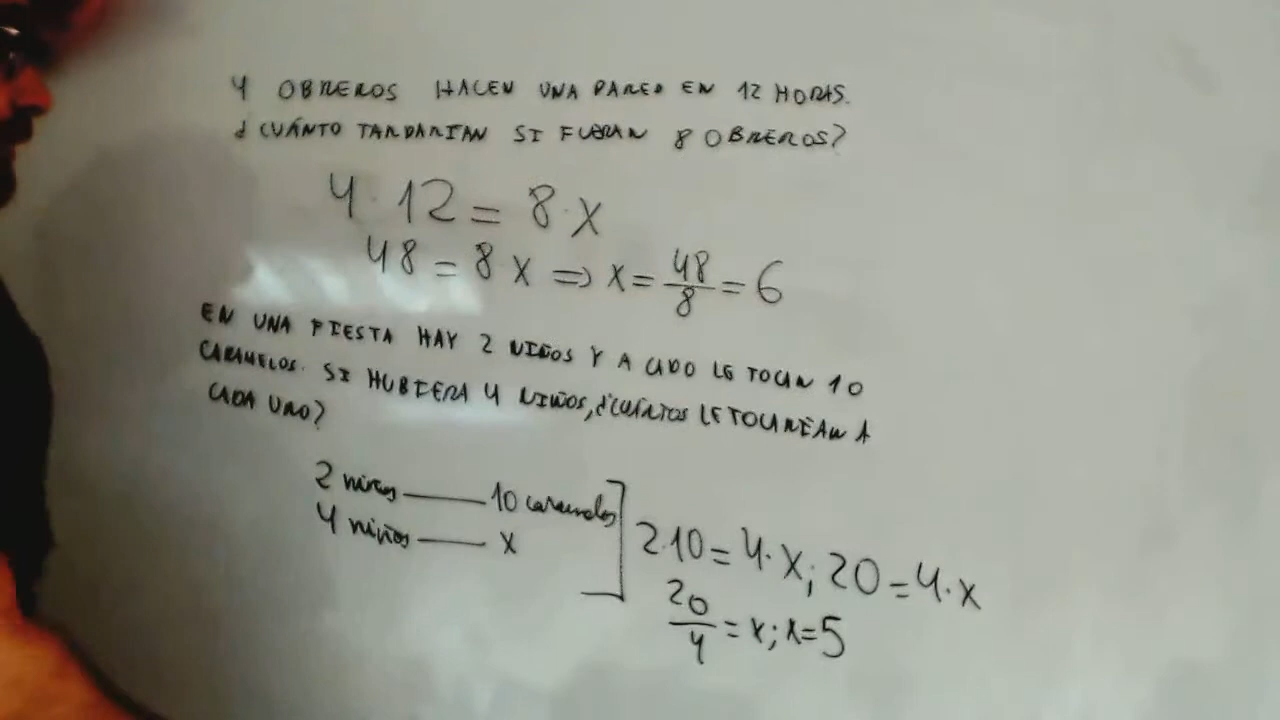 4 OBREROS HACEN UNA PARED EN 12 HORAS.
¿CUÁNTO TARDARIAN SI FUERAN 8 OBREROS?
4·12 = 8·X
48 = 8 X ⇒ X = 48/8 = 6
EN UNA FIESTA HAY 2 NIÑOS Y A CADA LE TOCAN 10
CARAMELOS. SI HUBIERA 4 NIÑOS, ¿CUÁNTOS LE TOCARÍAN A
CADA UNO?
2 niños — 10 caramelos
4 niños — X
2·10 = 4·X; 20 = 4·X
20/4 = X; X = 5